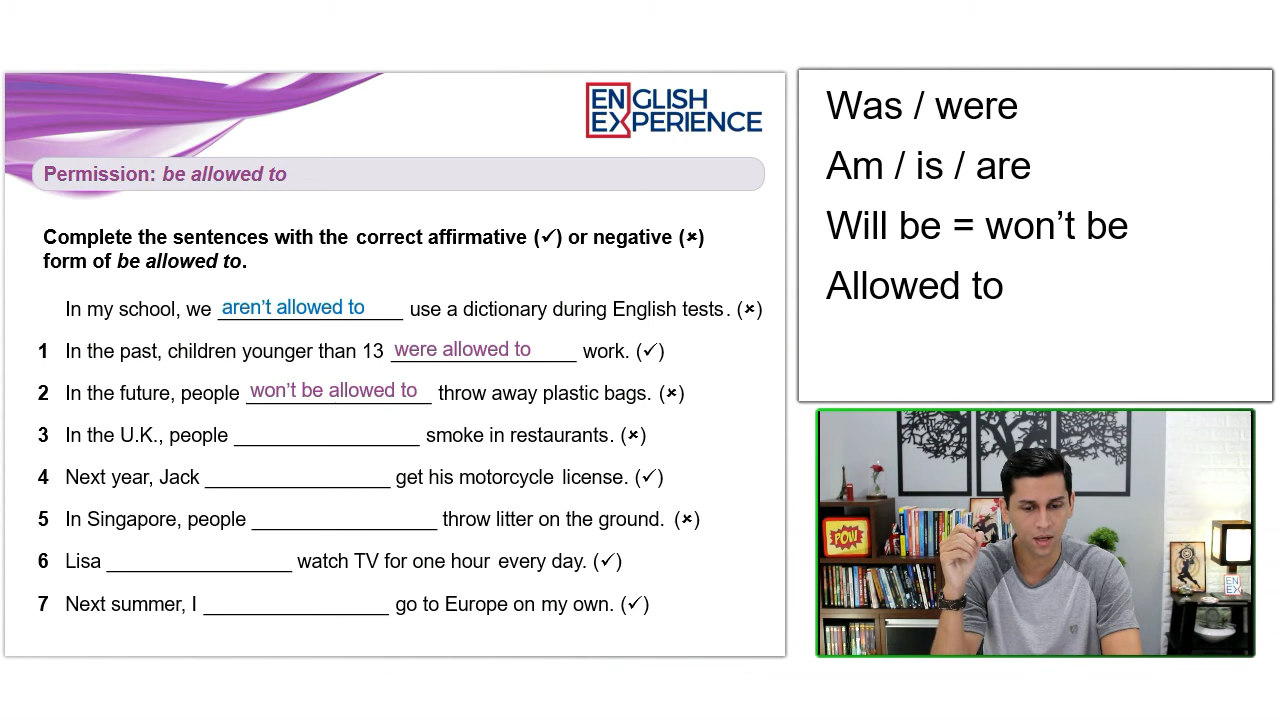 ENGLISH
EXPERIENCE
Permission: be allowed to
Complete the sentences with the correct affirmative (✓) or negative (×)
form of be allowed to.
In my school, we aren't allowed to use a dictionary during English tests. (×)
1 In the past, children younger than 13 were allowed to work. (✓)
2 In the future, people won't be allowed to throw away plastic bags. (×)
3 In the U.K., people ________________ smoke in restaurants. (×)
4 Next year, Jack ________________ get his motorcycle license. (✓)
5 In Singapore, people ________________ throw litter on the ground. (×)
6 Lisa ________________ watch TV for one hour every day. (✓)
7 Next summer, I ________________ go to Europe on my own. (✓)
Was / were
Am / is / are
Will be = won't be
Allowed to
POW
EN
EX